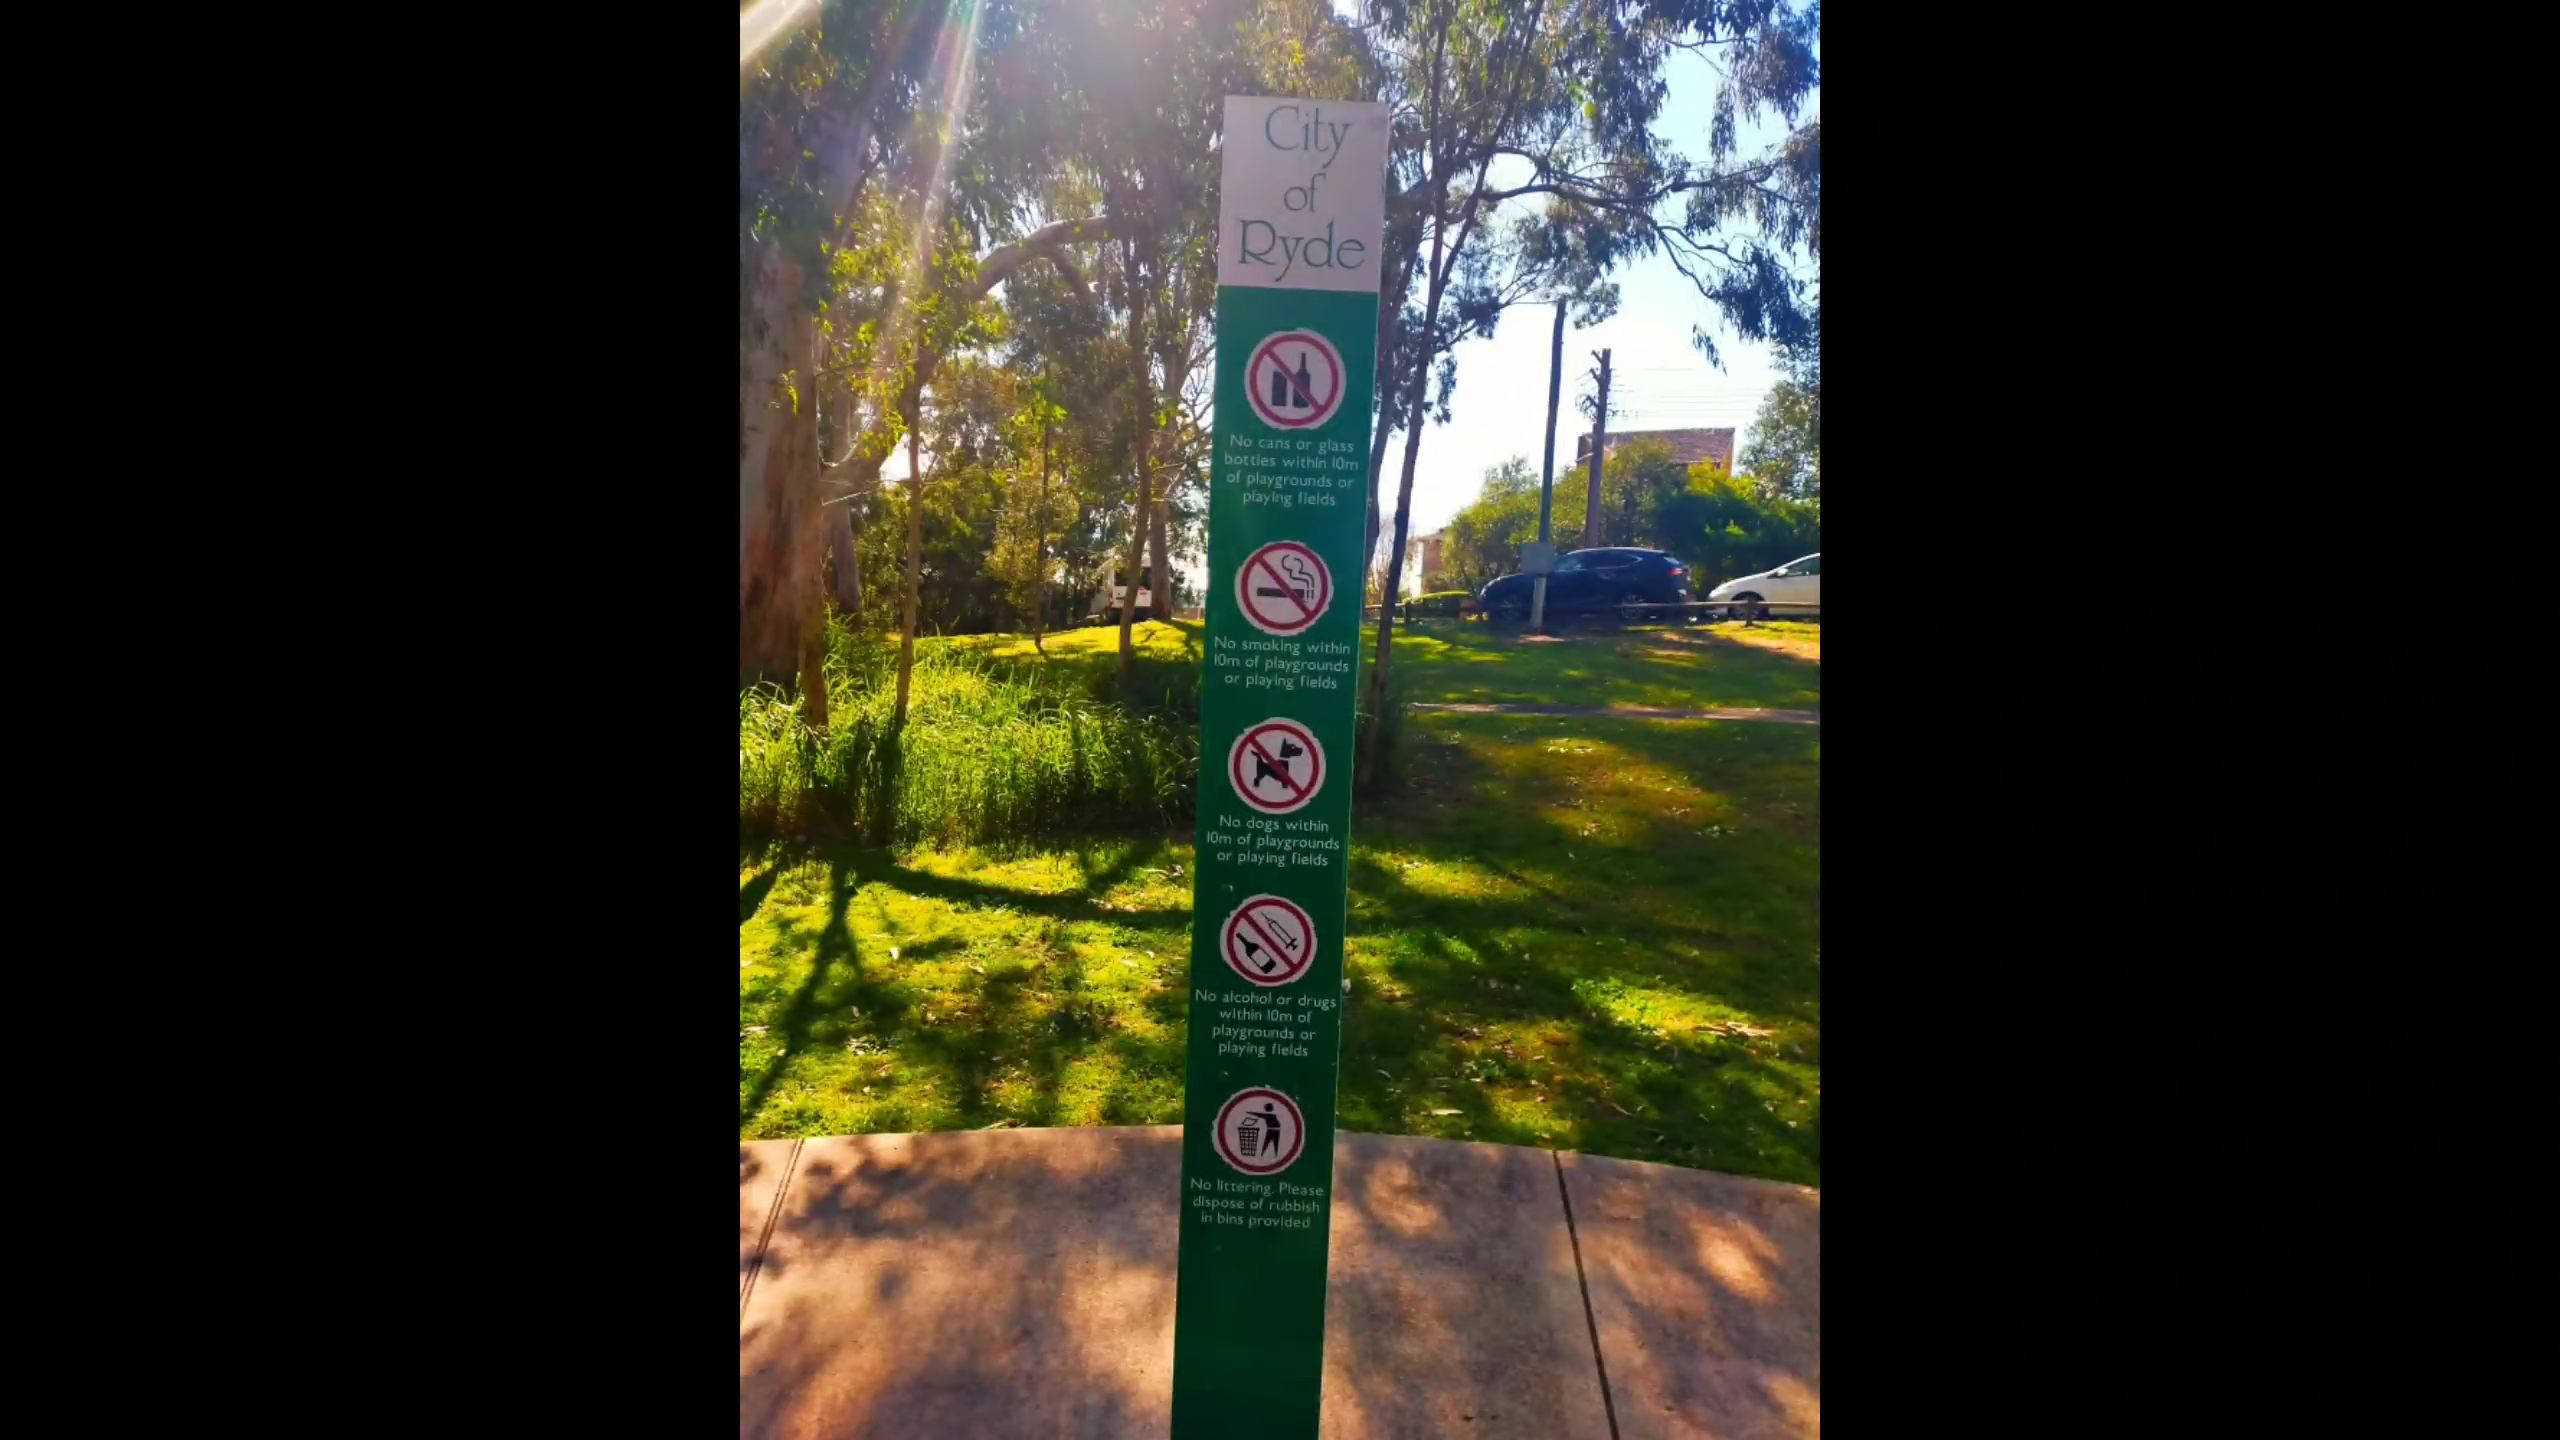 City
of
Ryde
No cans or glass
bottles within 10m
of playgrounds or
playing fields
No smoking within
10m of playgrounds
or playing fields
No dogs within
10m of playgrounds
or playing fields
No alcohol or drugs
within 10m of
playgrounds or
playing fields
No littering. Please
dispose of rubbish
in bins provided